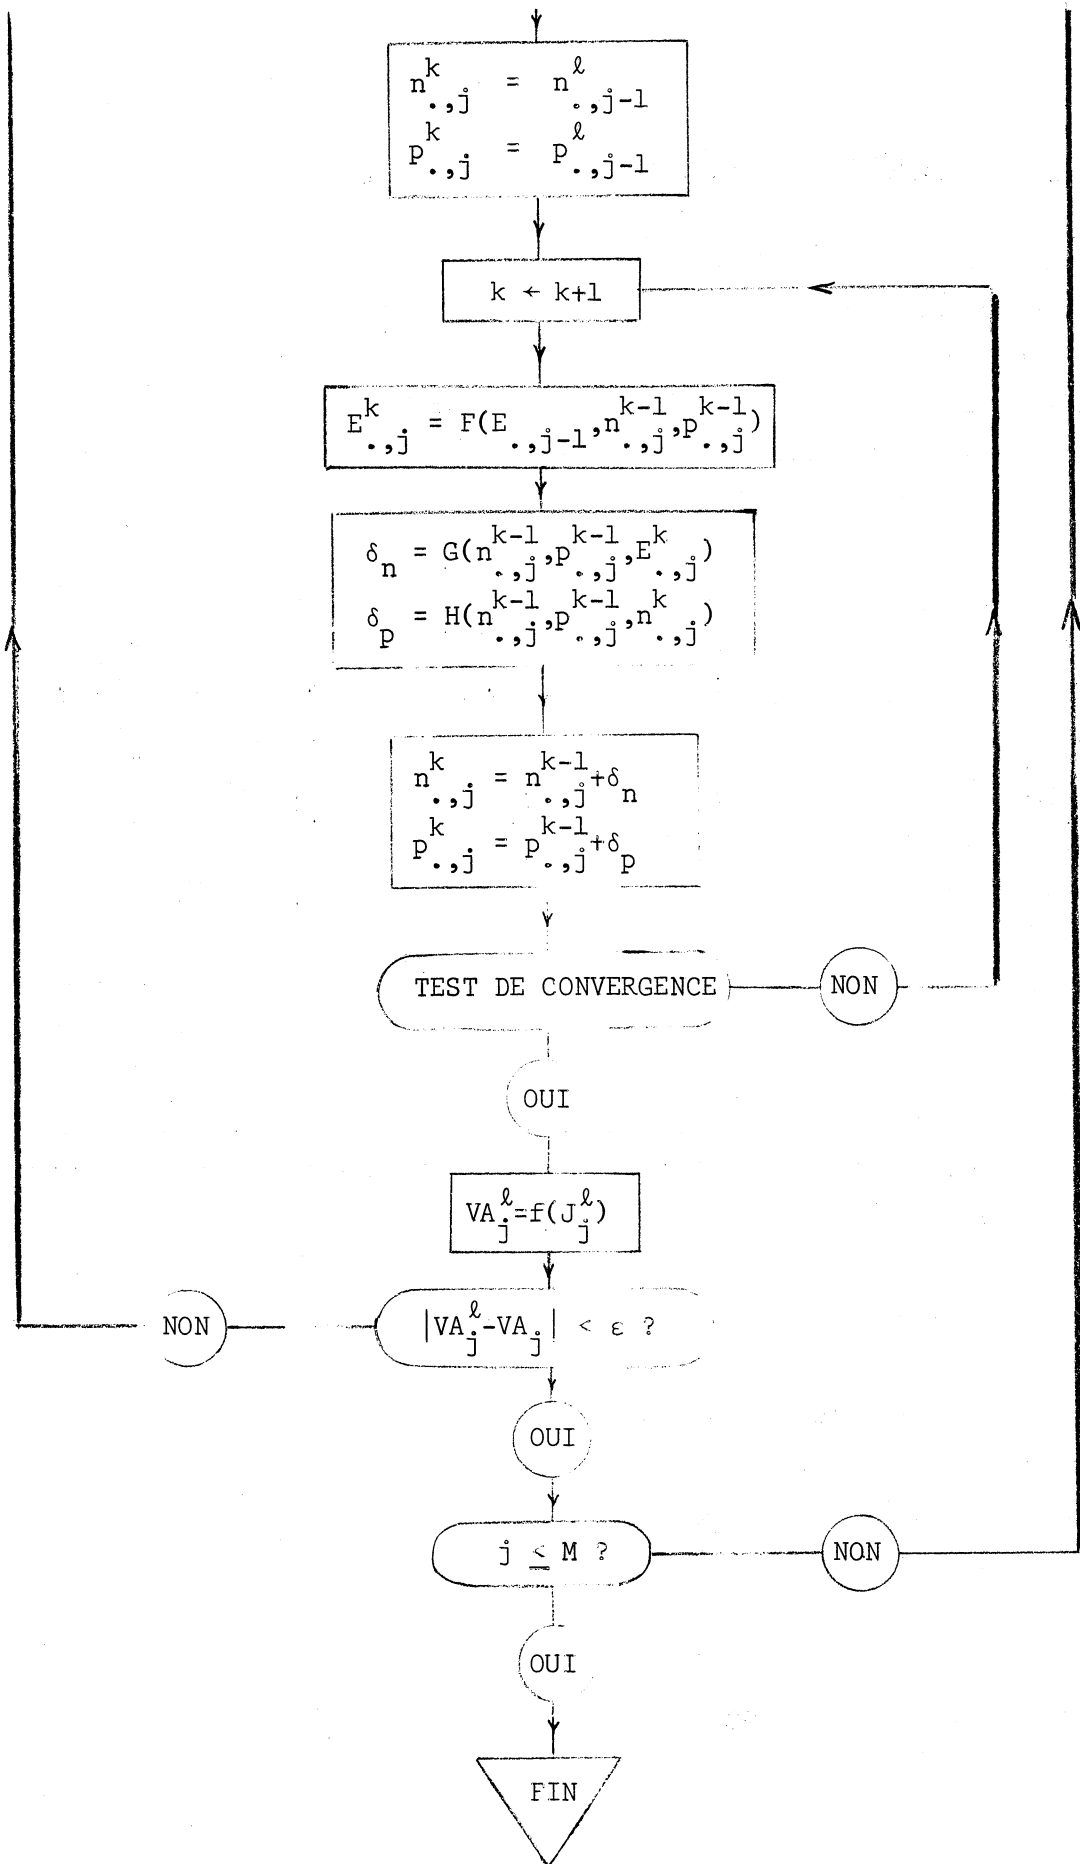 n^k_{.,j} = n^ℓ_{.,j-1}
p^k_{.,j} = p^ℓ_{.,j-1}
k ← k+1
E^k_{.,j} = F(E_{.,j-1},n^{k-1}_{.,j},p^{k-1}_{.,j})
δ_n = G(n^{k-1}_{.,j},p^{k-1}_{.,j},E^k_{.,j})
δ_p = H(n^{k-1}_{.,j},p^{k-1}_{.,j},n^k_{.,j})
n^k_{.,j} = n^{k-1}_{.,j}+δ_n
p^k_{.,j} = p^{k-1}_{.,j}+δ_p
TEST DE CONVERGENCE NON
OUI
VA^ℓ_j=f(J^ℓ_j)
NON |VA^ℓ_j-VA_j| < ε ?
OUI
j ≤ M ? NON
OUI
FIN